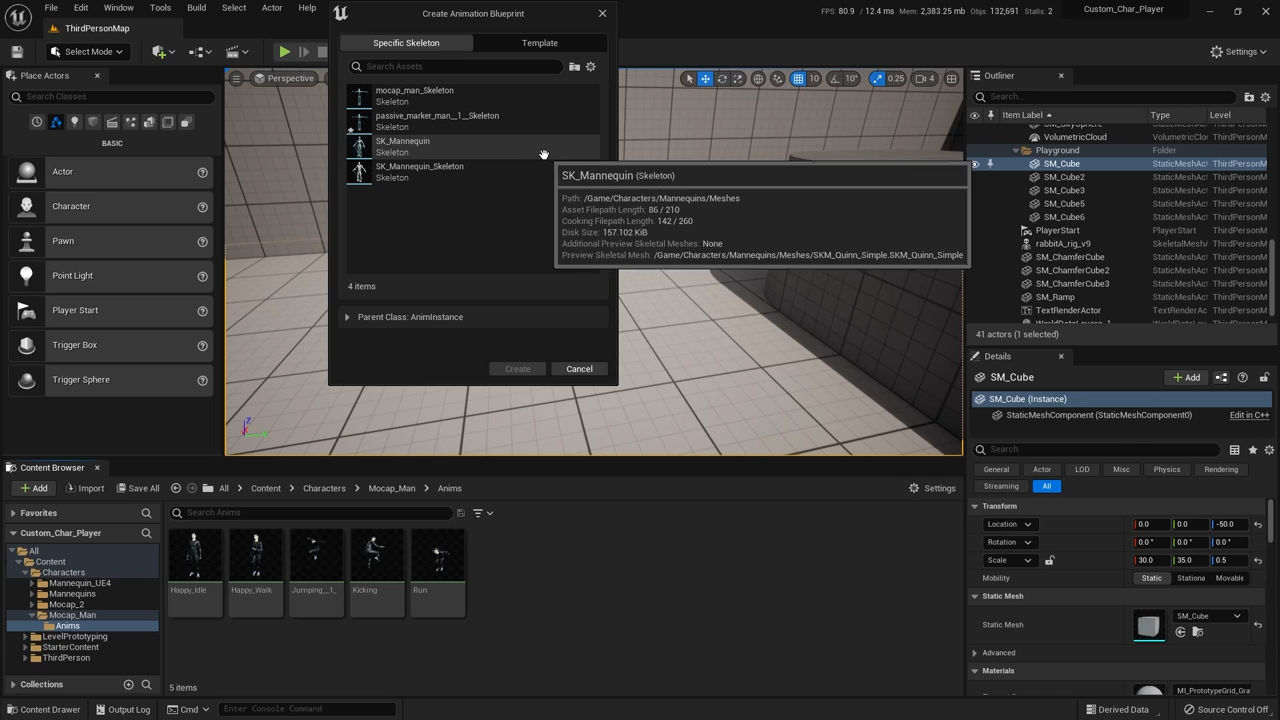 File Edit Window Tools Build Select Actor Help
FPS: 80.9 / 12.4 ms
Mem: 2,383.25 mb
Objs: 132,691
Stalls: 2
Custom_Char_Player
ThirdPersonMap
Select Mode
Settings
Create Animation Blueprint
Specific Skeleton
Template
Search Assets
mocap_man_Skeleton
Skeleton
passive_marker_man__1__Skeleton
Skeleton
SK_Mannequin
Skeleton
SK_Mannequin_Skeleton
Skeleton
4 items
Parent Class: AnimInstance
Create
Cancel
SK_Mannequin (Skeleton)
Path: /Game/Characters/Mannequins/Meshes
Asset Filepath Length: 86 / 210
Cooking Filepath Length: 142 / 260
Disk Size: 157.102 KiB
Additional Preview Skeletal Meshes: None
Preview Skeletal Mesh: /Game/Characters/Mannequins/Meshes/SKM_Quinn_Simple.SKM_Quinn_Simple
Place Actors
Search Classes
BASIC
Actor
Character
Pawn
Point Light
Player Start
Trigger Box
Trigger Sphere
Perspective
10
10°
0.25
4
Z
Y
Outliner
Search...
Item Label
Type
Level
VolumetricCloud VolumetricC ThirdPersonM
Playground Folder
SM_Cube StaticMeshAct ThirdPersonM
SM_Cube2 StaticMeshAct ThirdPersonM
SM_Cube3 StaticMeshAct ThirdPersonM
SM_Cube5 StaticMeshAct ThirdPersonM
SM_Cube6 StaticMeshAct ThirdPersonM
PlayerStart PlayerStart ThirdPersonM
rabbitA_rig_v9 SkeletalMeshA ThirdPersonM
SM_ChamferCube StaticMeshAct ThirdPersonM
SM_ChamferCube2 StaticMeshAct ThirdPersonM
SM_ChamferCube3 StaticMeshAct ThirdPersonM
SM_Ramp StaticMeshAct ThirdPersonM
TextRenderActor TextRenderAct ThirdPersonM
41 actors (1 selected)
Details
SM_Cube
Add
SM_Cube (Instance)
StaticMeshComponent (StaticMeshComponent0)
Edit in C++
Search
General
Actor
LOD
Misc
Physics
Rendering
Streaming
All
Transform
Location 0.0 0.0 -50.0
Rotation 0.0 ° 0.0 ° 0.0 °
Scale 30.0 35.0 0.5
Mobility Static Stationa Movable
Static Mesh
Static Mesh SM_Cube
Advanced
Materials
MI_PrototypeGrid_Gra
Content Browser
Add
Import
Save All
All
Content
Characters
Mocap_Man
Anims
Settings
Favorites
Custom_Char_Player
All
Content
Characters
Mannequin_UE4
Mannequins
Mocap_2
Mocap_Man
Anims
LevelPrototyping
StarterContent
ThirdPerson
Collections
Search Anims
Happy_Idle
Happy_Walk
Jumping__1_
Kicking
Run
5 items
Content Drawer
Output Log
Cmd
Enter Console Command
Derived Data
Source Control Off